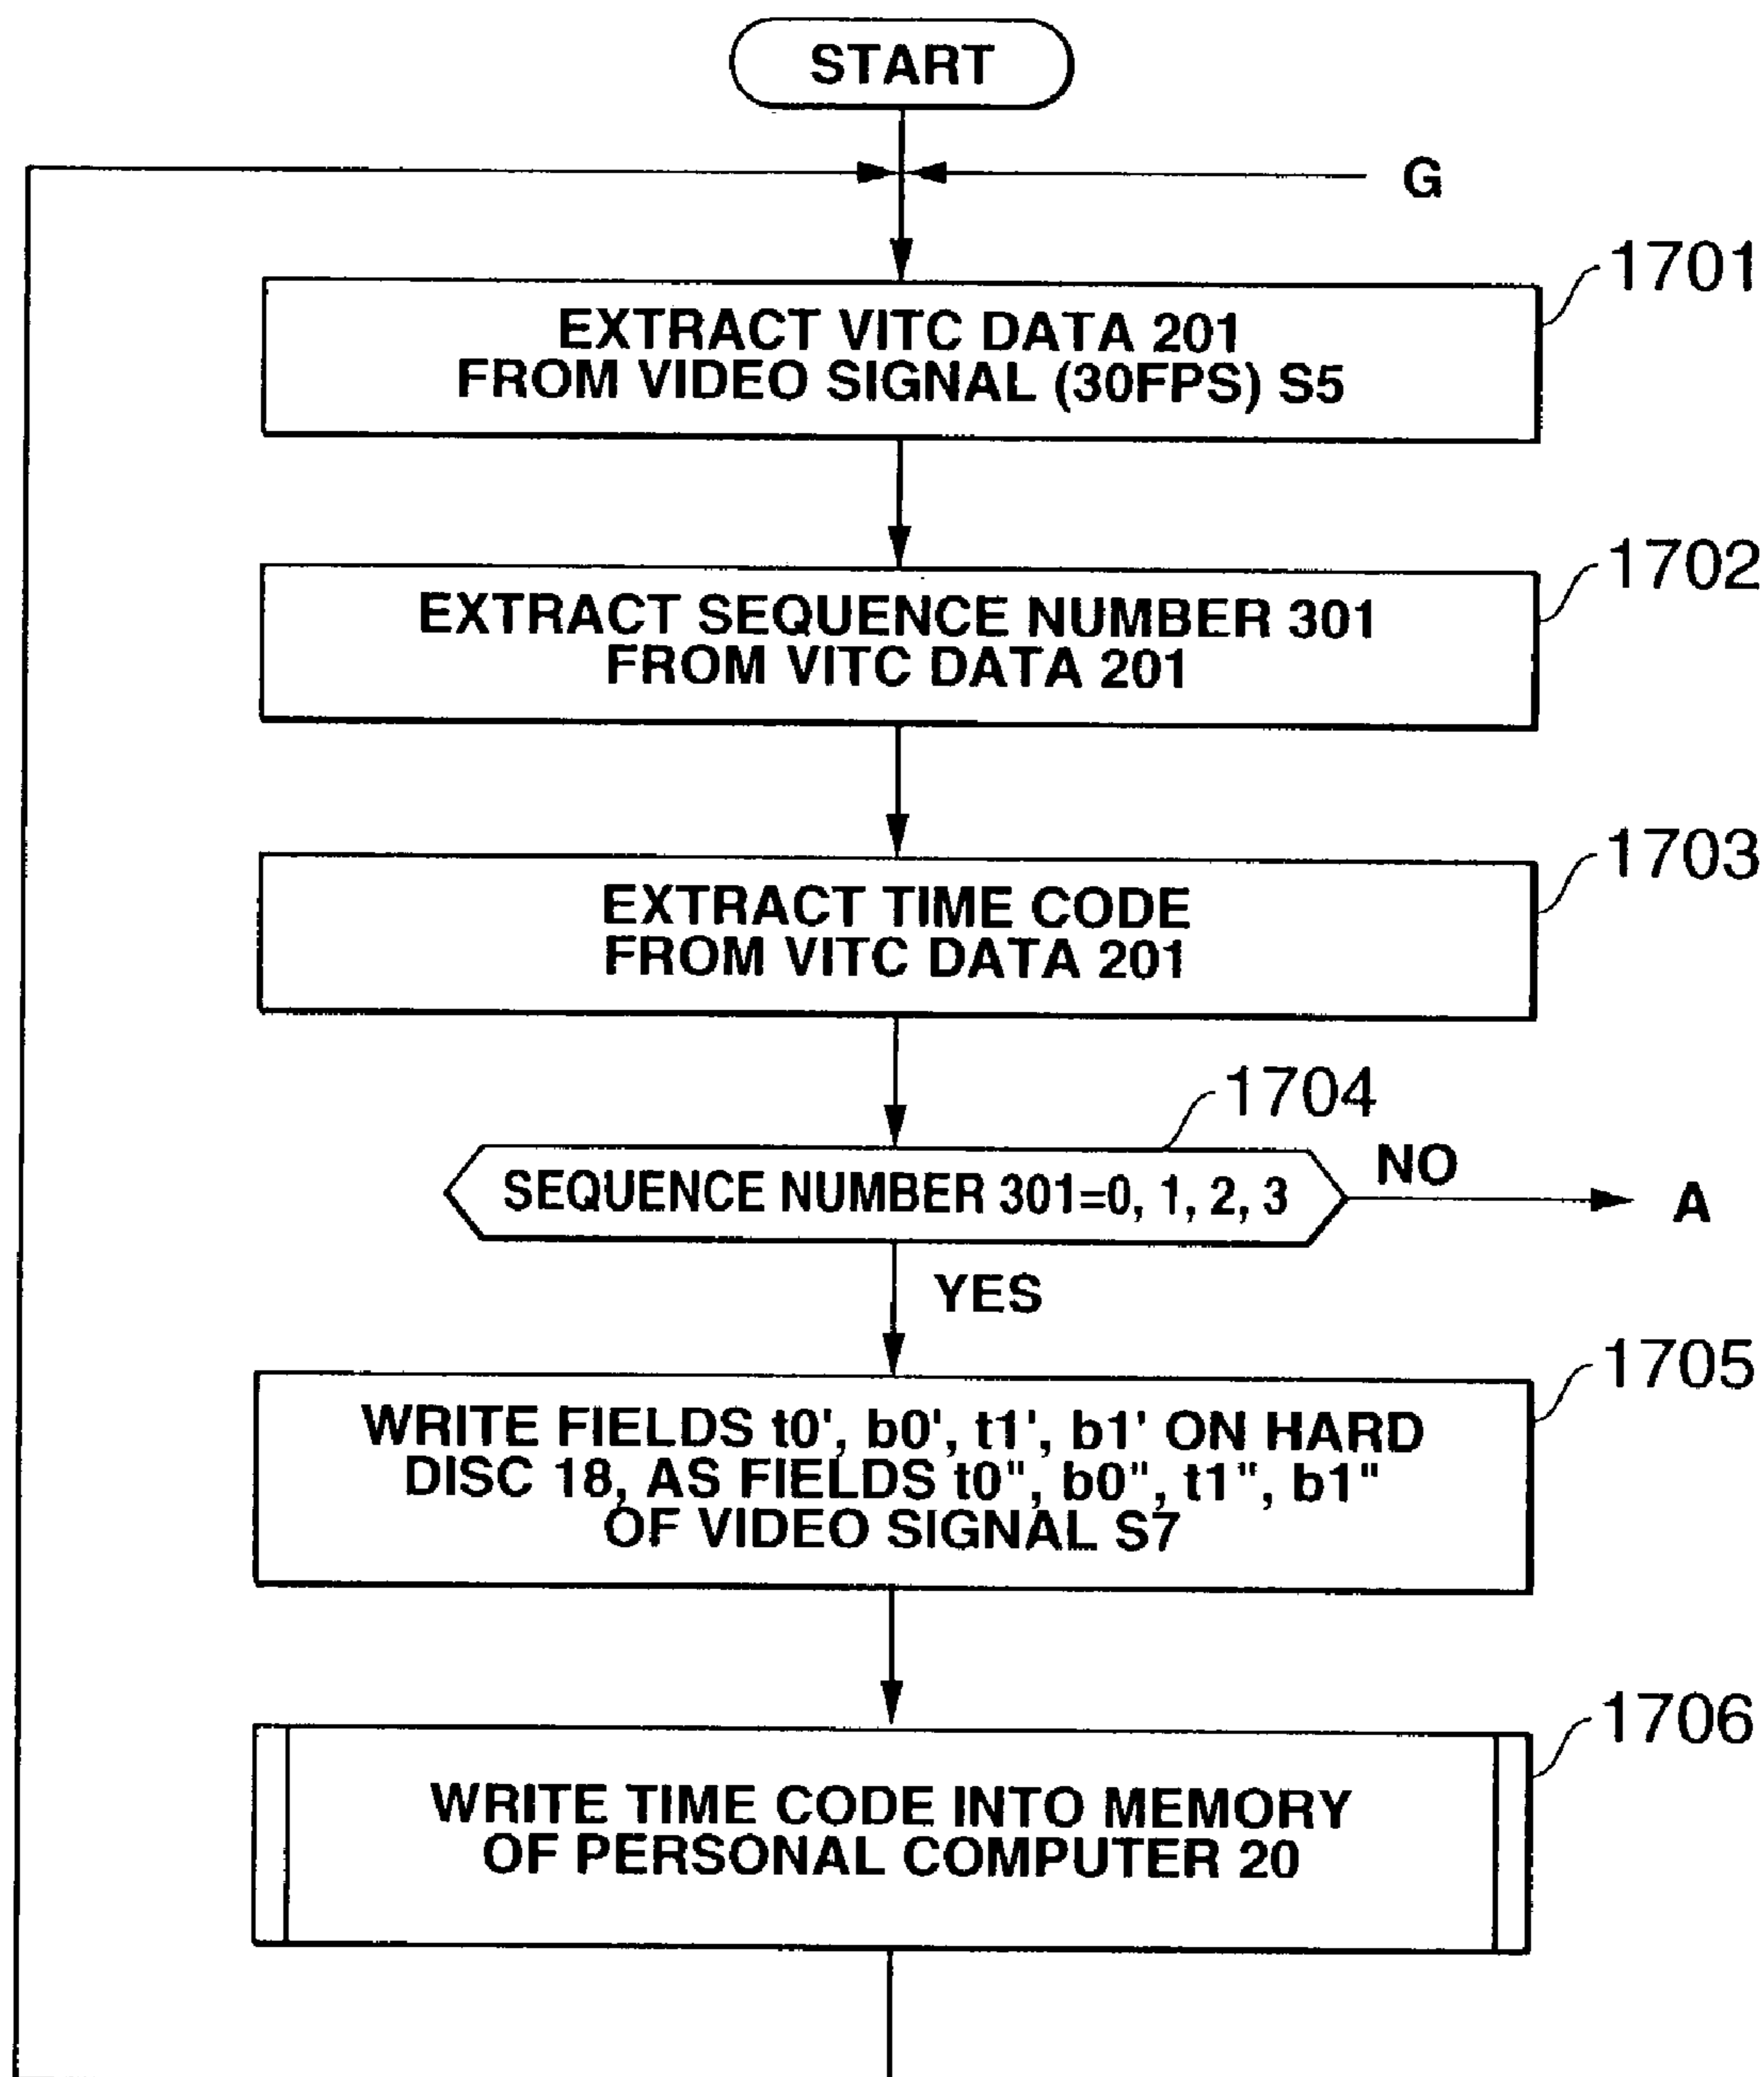 START
G
1701
EXTRACT VITC DATA 201
FROM VIDEO SIGNAL (30FPS) S5
1702
EXTRACT SEQUENCE NUMBER 301
FROM VITC DATA 201
1703
EXTRACT TIME CODE
FROM VITC DATA 201
1704
SEQUENCE NUMBER 301=0, 1, 2, 3
NO
A
YES
1705
WRITE FIELDS t0', b0', t1', b1' ON HARD
DISC 18, AS FIELDS t0", b0", t1", b1"
OF VIDEO SIGNAL S7
1706
WRITE TIME CODE INTO MEMORY
OF PERSONAL COMPUTER 20